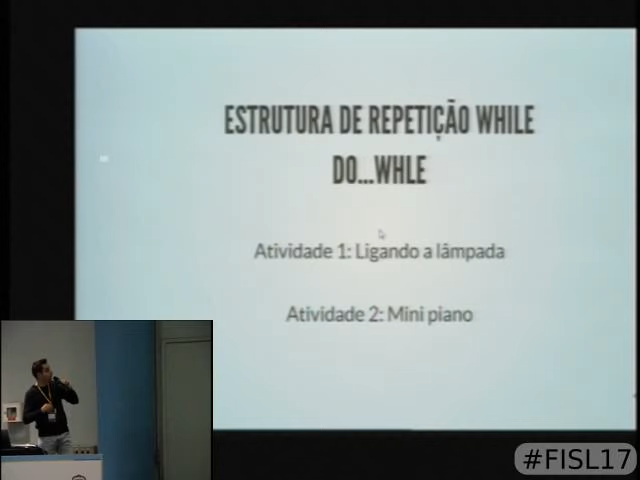 ESTRUTURA DE REPETIÇÃO WHILE
DO...WHLE
Atividade 1: Ligando a lâmpada
Atividade 2: Mini piano
#FISL17